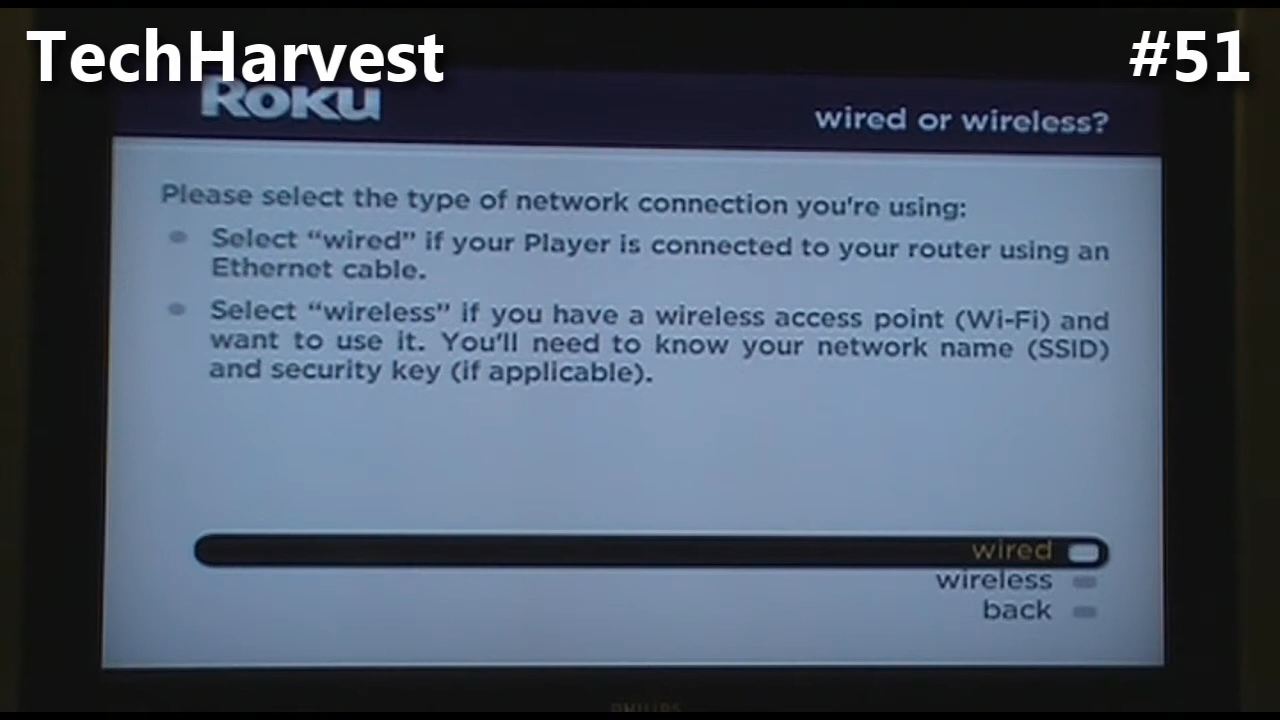 TechHarvest #51
ROKU wired or wireless?
Please select the type of network connection you're using:
Select “wired” if your Player is connected to your router using an
Ethernet cable.
Select “wireless” if you have a wireless access point (Wi-Fi) and
want to use it. You'll need to know your network name (SSID)
and security key (if applicable).
wired
wireless
back
PHILIPS